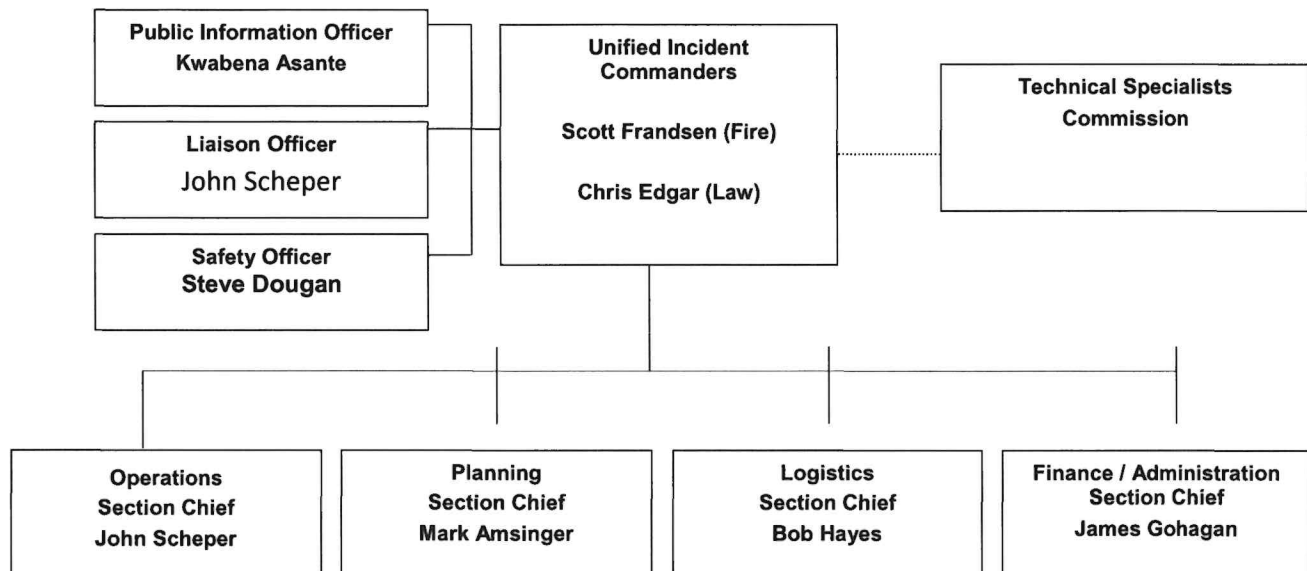 Public Information Officer
Kwabena Asante
Liaison Officer
John Scheper
Safety Officer
Steve Dougan
Unified Incident
Commanders
Scott Frandsen (Fire)
Chris Edgar (Law)
Technical Specialists
Commission
Operations
Section Chief
John Scheper
Planning
Section Chief
Mark Amsinger
Logistics
Section Chief
Bob Hayes
Finance / Administration
Section Chief
James Gohagan